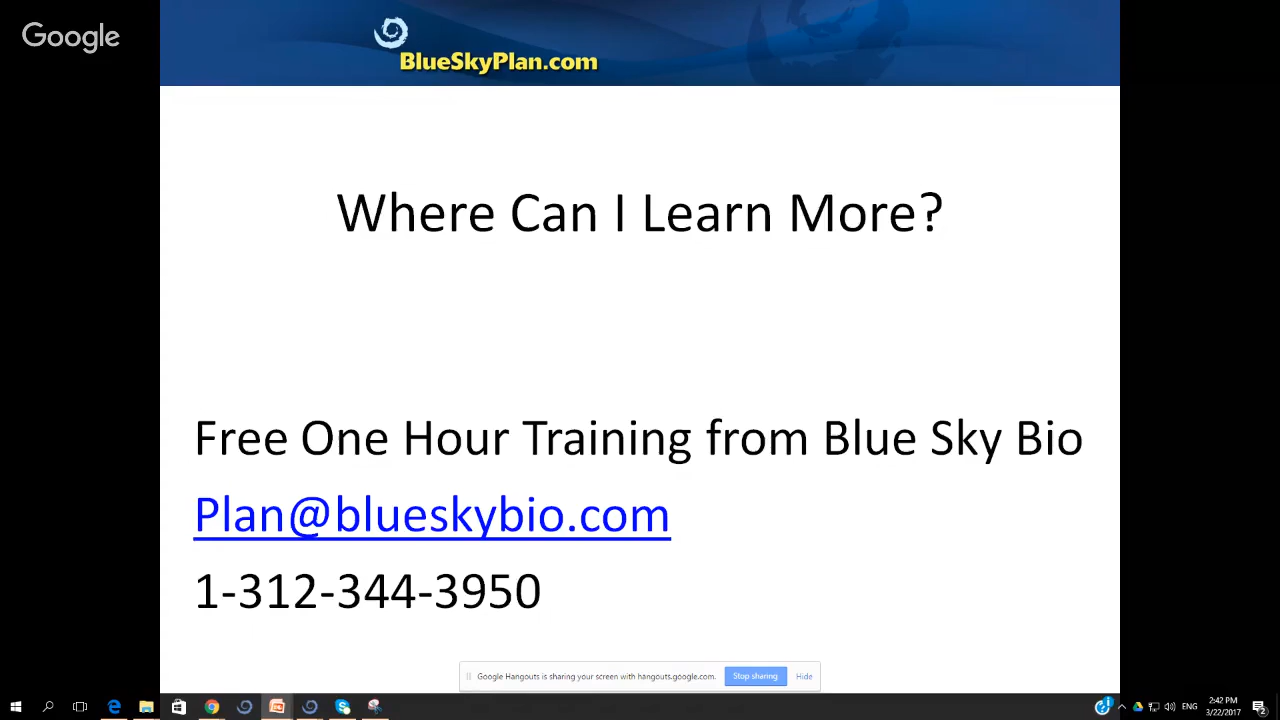 Google
BlueSkyPlan.com
Where Can I Learn More?
Free One Hour Training from Blue Sky Bio
Plan@blueskybio.com
1-312-344-3950
Google Hangouts is sharing your screen with hangouts.google.com. Stop sharing Hide
ENG
2:42 PM
3/22/2017
2